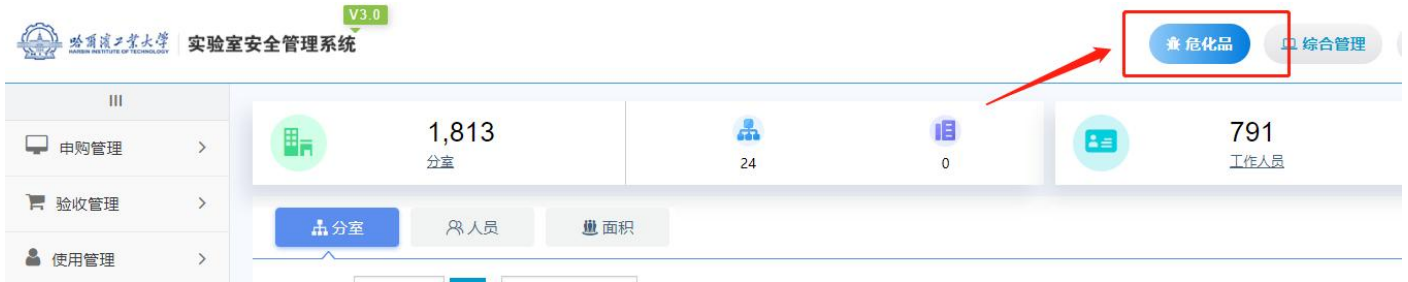 V3.0
哈爾濱工業大學
HARBIN INSTITUTE OF TECHNOLOGY
实验室安全管理系统
危化品
综合管理
申购管理
验收管理
使用管理
1,813
分室
24
0
791
工作人员
分室
人员
面积